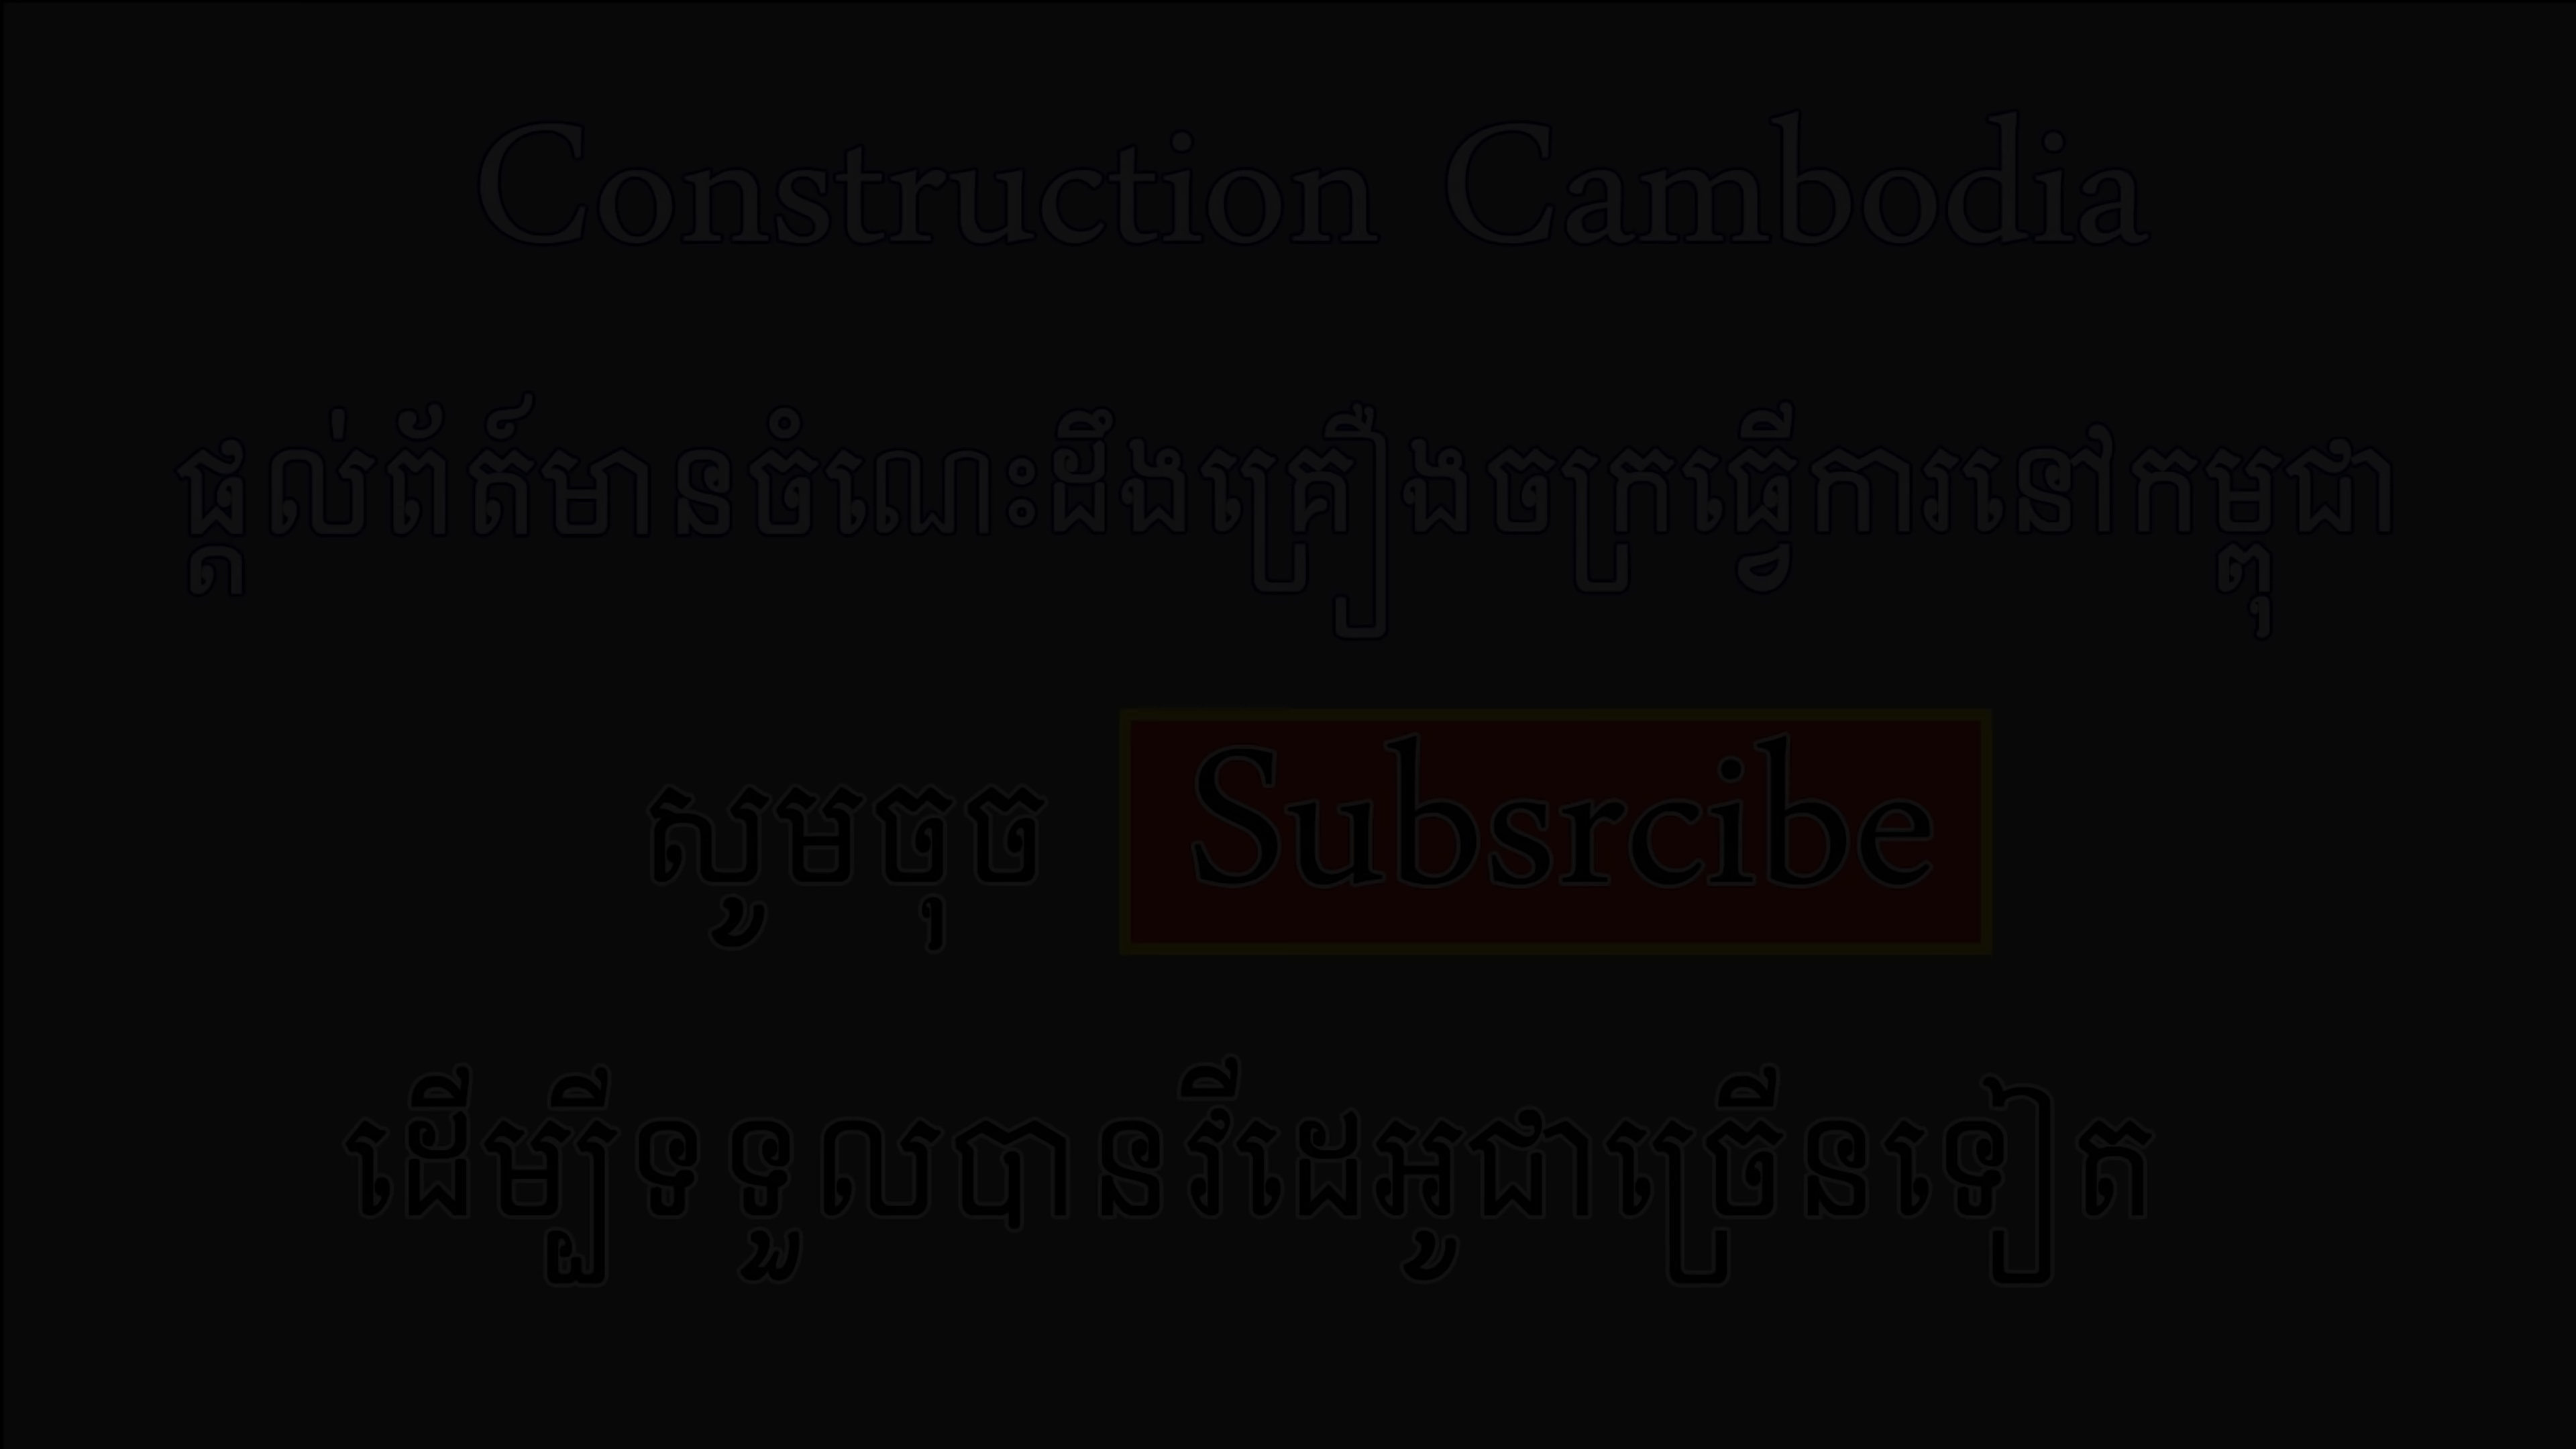 Construction Cambodia
ផ្តល់ព័ត៌មានចំណេះដឹងគ្រឿងចក្រធ្វើការនៅកម្ពុជា
សូមចុច Subsrcibe
ដើម្បីទទួលបានវីដេអូជាច្រើនទៀត